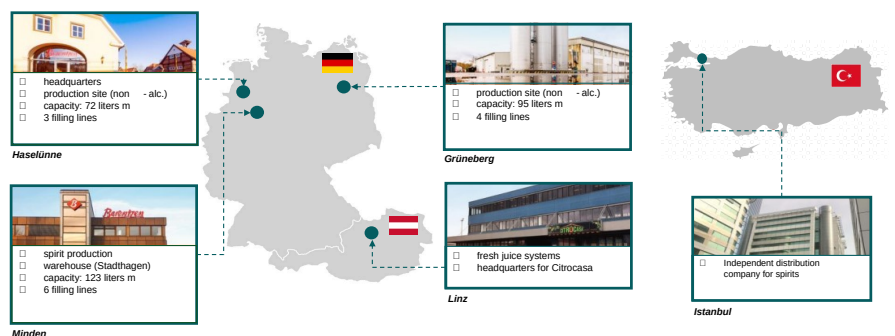 headquarters
production site (non - alc.)
capacity: 72 liters m
3 filling lines
Haselünne
production site (non - alc.)
capacity: 95 liters m
4 filling lines
Grüneberg
Berentzen
spirit production
warehouse (Stadthagen)
capacity: 123 liters m
6 filling lines
Minden
fresh juice systems
headquarters for Citrocasa
Linz
Independent distribution
company for spirits
Istanbul